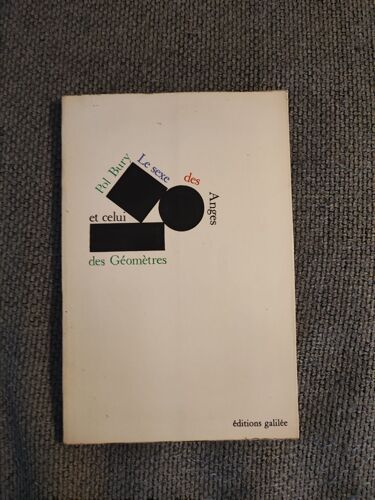 Pol Bury
Le sexe
des
Anges
et celui
des Géomètres
éditions galilée